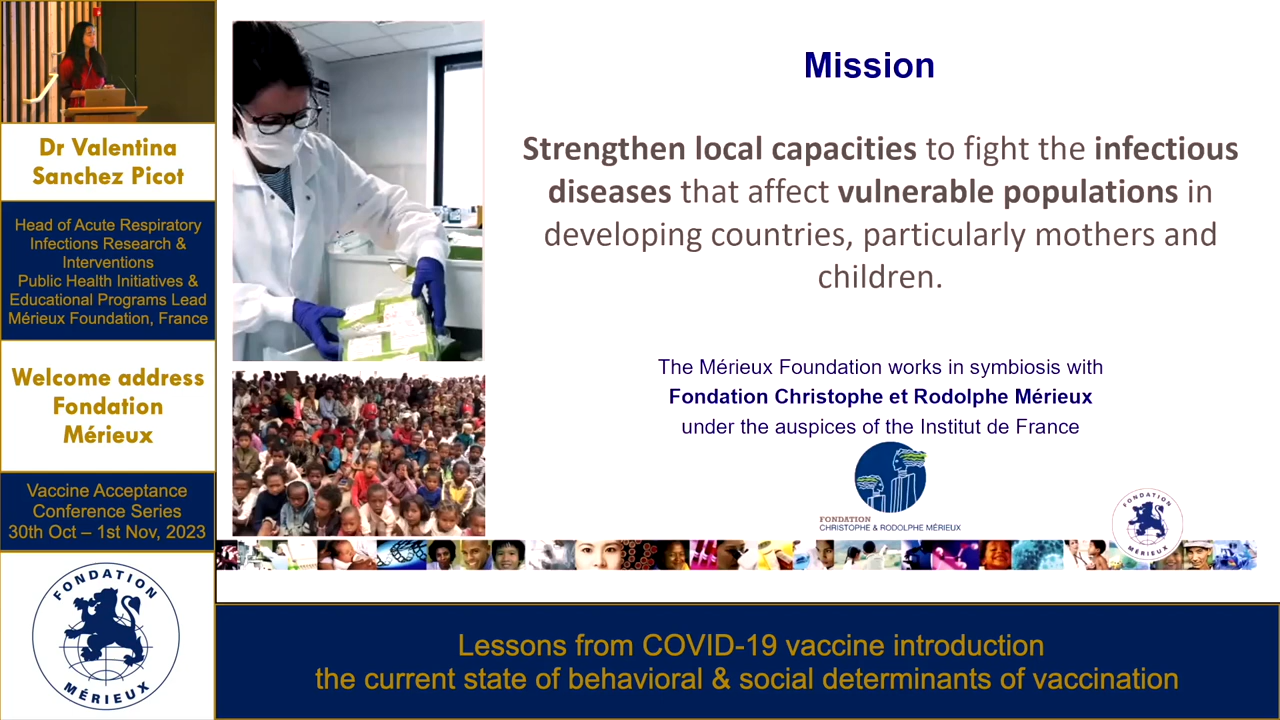 Dr Valentina
Sanchez Picot
Head of Acute Respiratory
Infections Research &
Interventions
Public Health Initiatives &
Educational Programs Lead
Mérieux Foundation, France
Welcome address
Fondation
Mérieux
Vaccine Acceptance
Conference Series
30th Oct – 1st Nov, 2023
FONDATION
MÉRIEUX
Mission
Strengthen local capacities to fight the infectious
diseases that affect vulnerable populations in
developing countries, particularly mothers and
children.
The Mérieux Foundation works in symbiosis with
Fondation Christophe et Rodolphe Mérieux
under the auspices of the Institut de France
FONDATION
CHRISTOPHE & RODOLPHE MÉRIEUX
FONDATION
MÉRIEUX
Lessons from COVID-19 vaccine introduction
the current state of behavioral & social determinants of vaccination